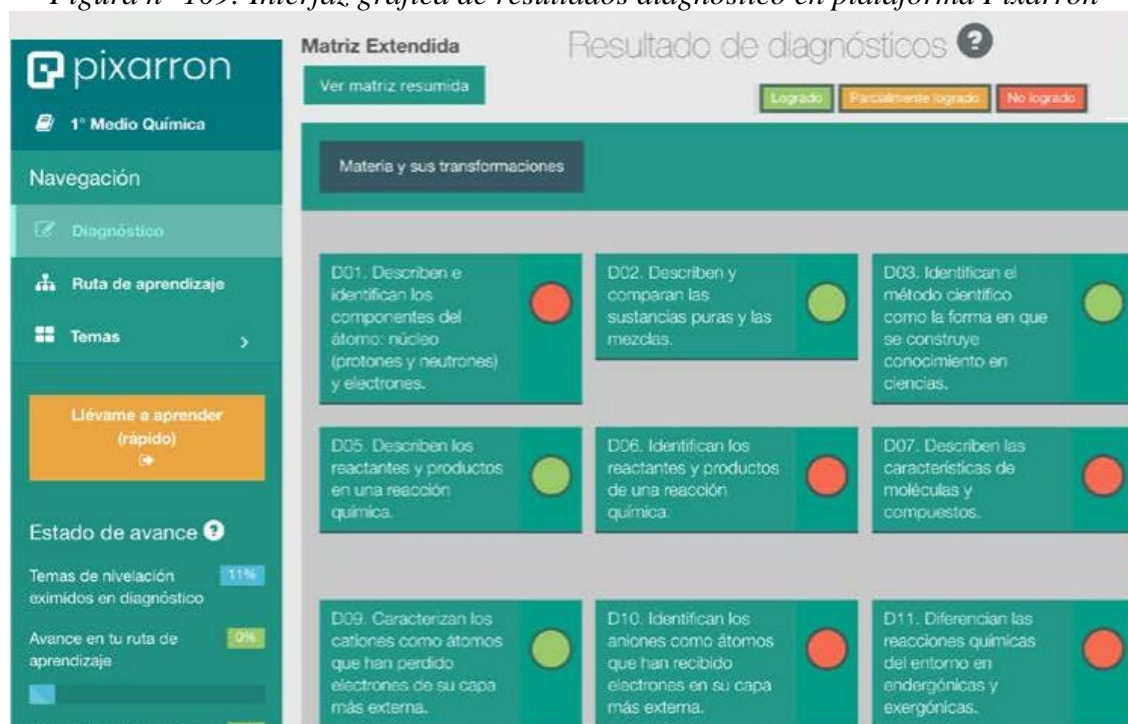 Figura nº 109: Interfaz gráfica de resultados diagnóstico en plataforma Pixarron
pixarron
1° Medio Química
Navegación
Diagnóstico
Ruta de aprendizaje
Temas
Llévame a aprender
(rápido)
Estado de avance
Temas de nivelación
eximidos en diagnóstico
11%
Avance en tu ruta de
aprendizaje
0%
Matriz Extendida
Ver matriz resumida
Resultado de diagnósticos
Logrado
Parcialmente logrado
No logrado
Materia y sus transformaciones
D01. Describen e
identifican los
componentes del
átomo: núcleo
(protones y neutrones)
y electrones.
D02. Describen y
comparan las
sustancias puras y las
mezclas.
D03. Identifican el
método científico
como la forma en que
se construye
conocimiento en
ciencias.
D05. Describen los
reactantes y productos
en una reacción
química.
D06. Identifican los
reactantes y productos
de una reacción
química.
D07. Describen las
características de
moléculas y
compuestos.
D09. Caracterizan los
cationes como átomos
que han perdido
electrones de su capa
más externa.
D10. Identifican los
aniones como átomos
que han recibido
electrones en su capa
más externa.
D11. Diferencian las
reacciones químicas
del entorno en
endergónicas y
exergónicas.